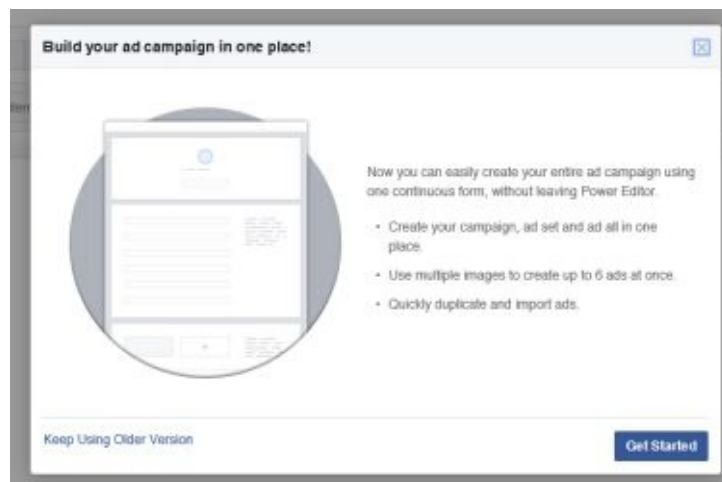 Build your ad campaign in one place!
Now you can easily create your entire ad campaign using
one continuous form, without leaving Power Editor.
• Create your campaign, ad set and ad all in one
place.
• Use multiple images to create up to 6 ads at once.
• Quickly duplicate and import ads.
Keep Using Older Version
Get Started